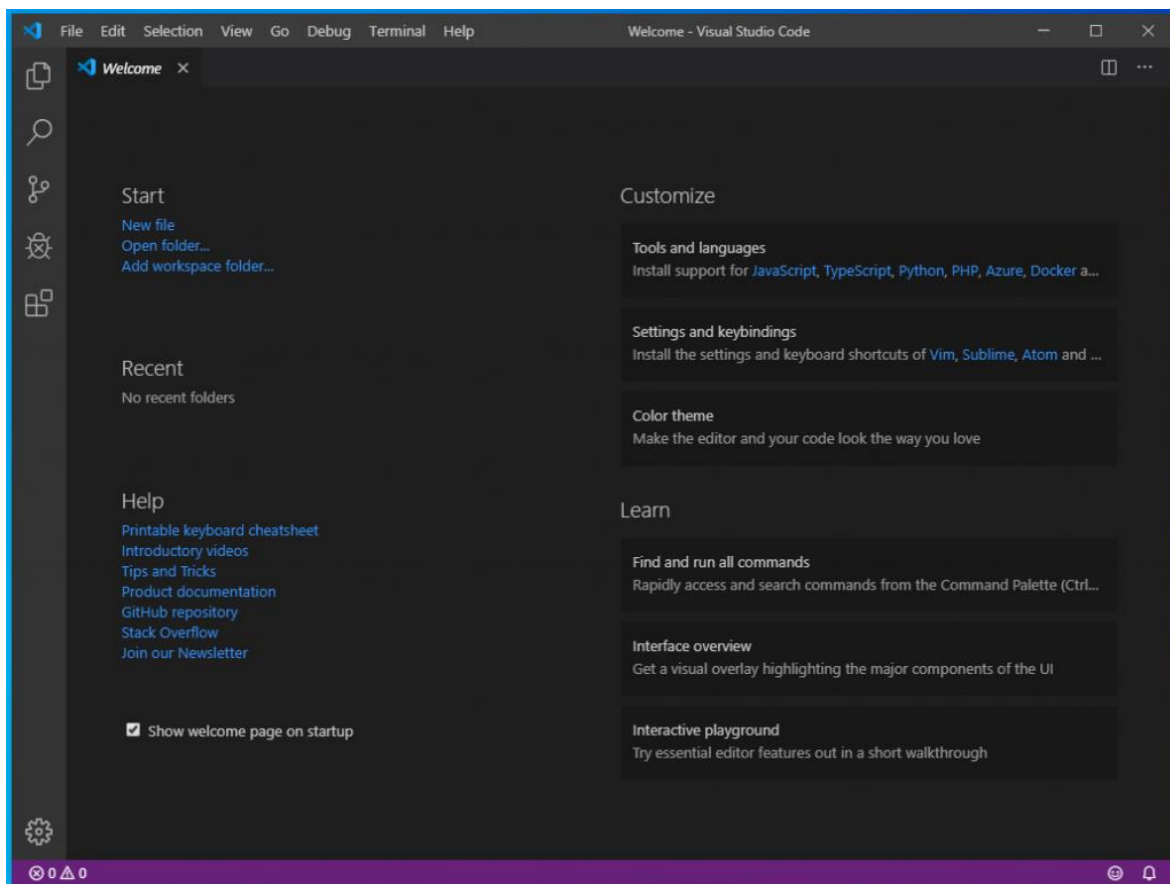 File Edit Selection View Go Debug Terminal Help
Welcome - Visual Studio Code
Welcome
Start
New file
Open folder...
Add workspace folder...
Recent
No recent folders
Help
Printable keyboard cheatsheet
Introductory videos
Tips and Tricks
Product documentation
GitHub repository
Stack Overflow
Join our Newsletter
Show welcome page on startup
Customize
Tools and languages
Install support for JavaScript, TypeScript, Python, PHP, Azure, Docker a...
Settings and keybindings
Install the settings and keyboard shortcuts of Vim, Sublime, Atom and ...
Color theme
Make the editor and your code look the way you love
Learn
Find and run all commands
Rapidly access and search commands from the Command Palette (Ctrl...
Interface overview
Get a visual overlay highlighting the major components of the UI
Interactive playground
Try essential editor features out in a short walkthrough
0 0